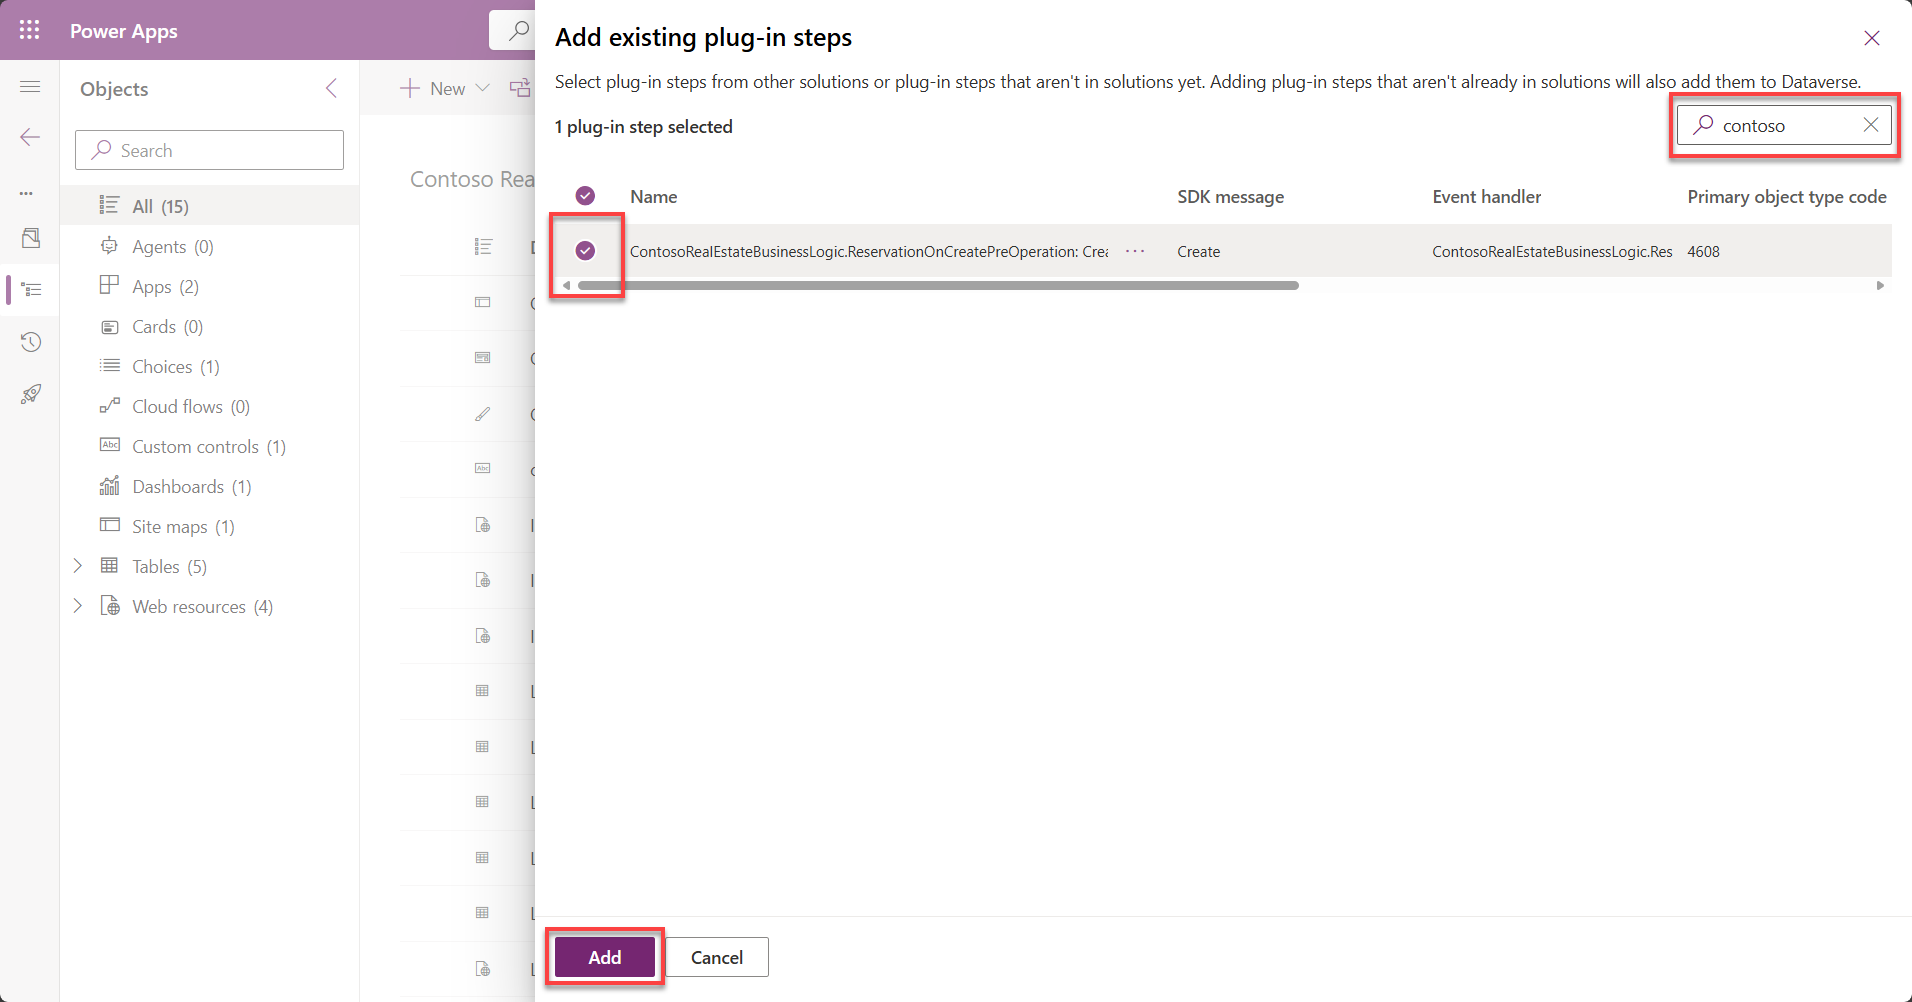 Power Apps
Objects
Search
All (15)
Agents (0)
Apps (2)
Cards (0)
Choices (1)
Cloud flows (0)
Custom controls (1)
Dashboards (1)
Site maps (1)
Tables (5)
Web resources (4)
New
Contoso Rea
Add existing plug-in steps
Select plug-in steps from other solutions or plug-in steps that aren't in solutions yet. Adding plug-in steps that aren't already in solutions will also add them to Dataverse.
1 plug-in step selected
contoso
Name SDK message Event handler Primary object type code
ContosoRealEstateBusinessLogic.ReservationOnCreatePreOperation: Crea ... Create ContosoRealEstateBusinessLogic.Res 4608
Add Cancel